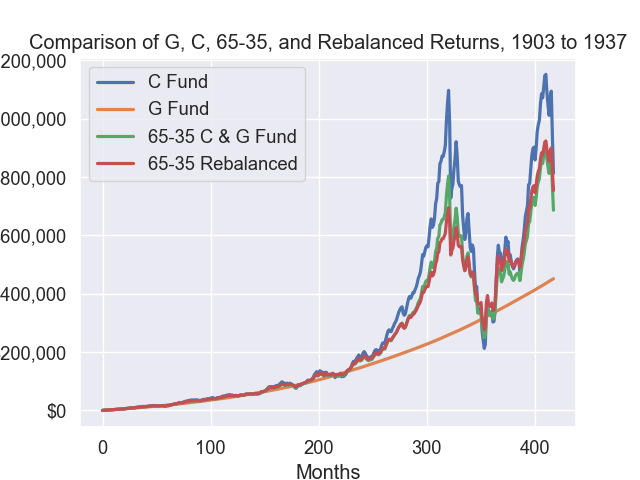 Comparison of G, C, 65-35, and Rebalanced Returns, 1903 to 1937
C Fund
G Fund
65-35 C & G Fund
65-35 Rebalanced
200,000
000,000
800,000
600,000
400,000
200,000
$0
0 100 200 300 400
Months